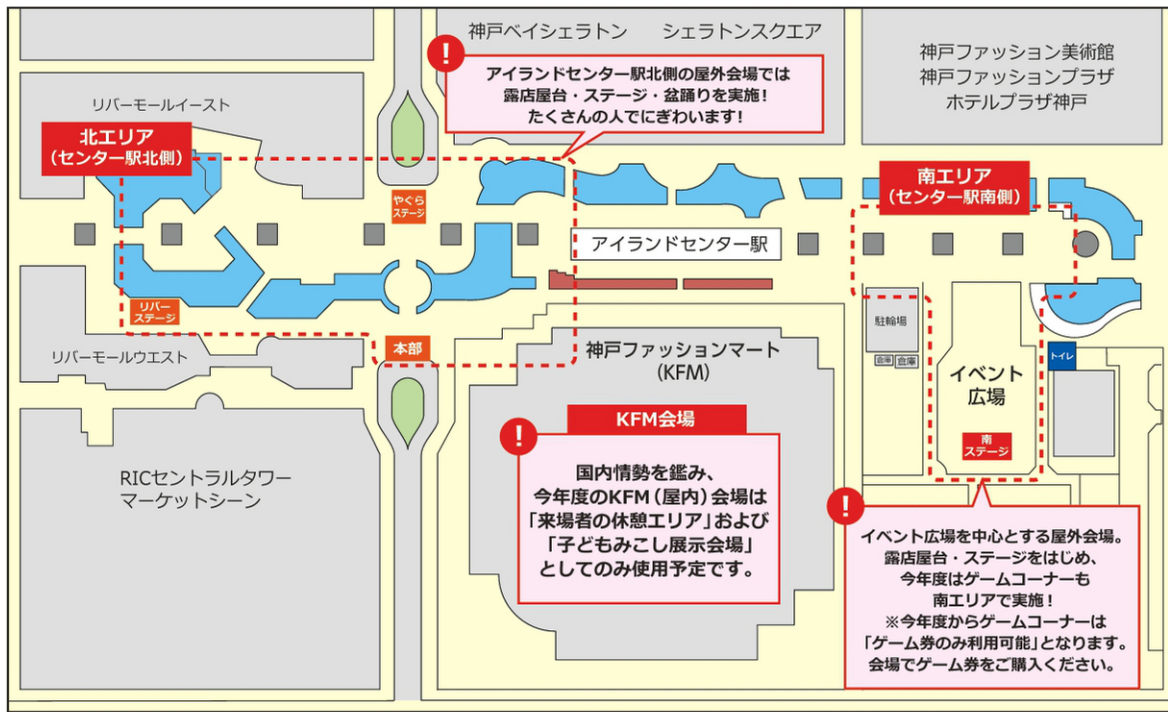 神戸ベイシェラトン
シェラトンスクエア
神戸ファッション美術館
神戸ファッションプラザ
ホテルプラザ神戸
!
アイランドセンター駅北側の屋外会場では
露店屋台・ステージ・盆踊りを実施!
たくさんの人でにぎわいます!
リバーモールイースト
北エリア
(センター駅北側)
南エリア
(センター駅南側)
やぐら
ステージ
アイランドセンター駅
リバー
ステージ
駐輪場
本部
リバーモールウエスト
神戸ファッションマート
(KFM)
倉庫
倉庫
トイレ
イベント
広場
KFM会場
!
国内情勢を鑑み、
今年度のKFM(屋内)会場は
「来場者の休憩エリア」および
「子どもみこし展示会場」
としてのみ使用予定です。
南
ステージ
RICセントラルタワー
マーケットシーン
!
イベント広場を中心とする屋外会場。
露店屋台・ステージをはじめ、
今年度はゲームコーナーも
南エリアで実施!
※今年度からゲームコーナーは
「ゲーム券のみ利用可能」となります。
会場でゲーム券をご購入ください。